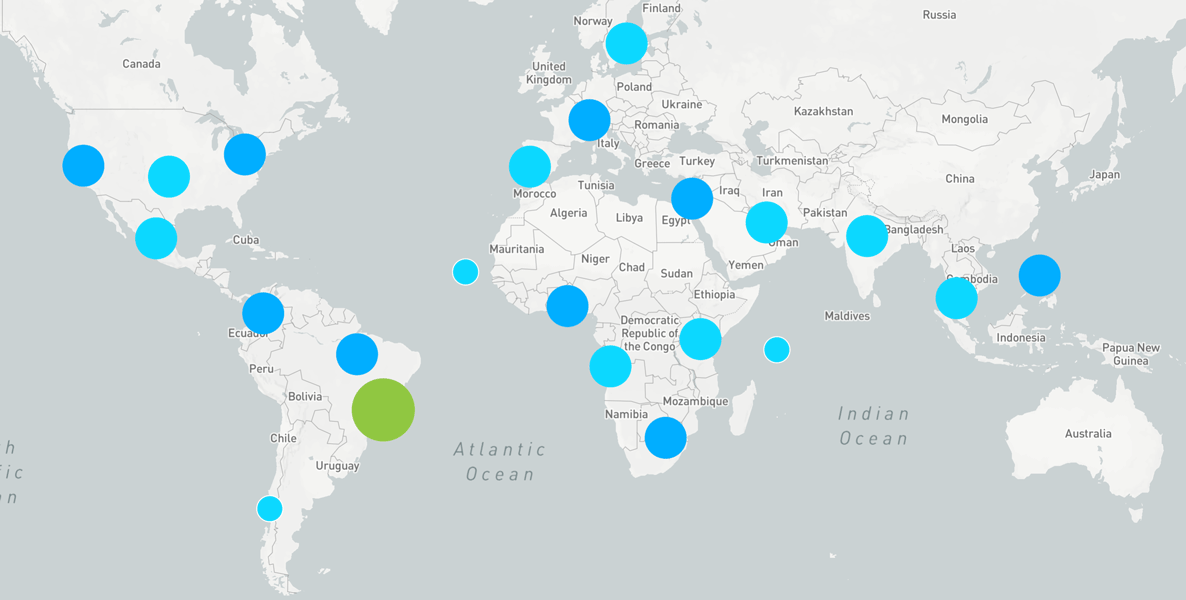 Finland
Norway
Russia
Canada
United
Kingdom
Poland
Ukraine
Kazakhstan
Mongolia
Romania
Italy
Greece
Turkey
Turkmenistan
China
Japan
Tunisia
Morocco
Iraq
Iran
Pakistan
Algeria
Libya
Egypt
Bangladesh
Cuba
Mauritania
Oman
Laos
Niger
Chad
Sudan
Yemen
Cambodia
Ethiopia
Maldives
Ecuador
Democratic
Republic of
the Congo
Indonesia
Papua New
Guinea
Peru
Bolivia
Mozambique
Namibia
Indian
Ocean
Chile
Australia
Atlantic
Ocean
Uruguay
h
ic
n